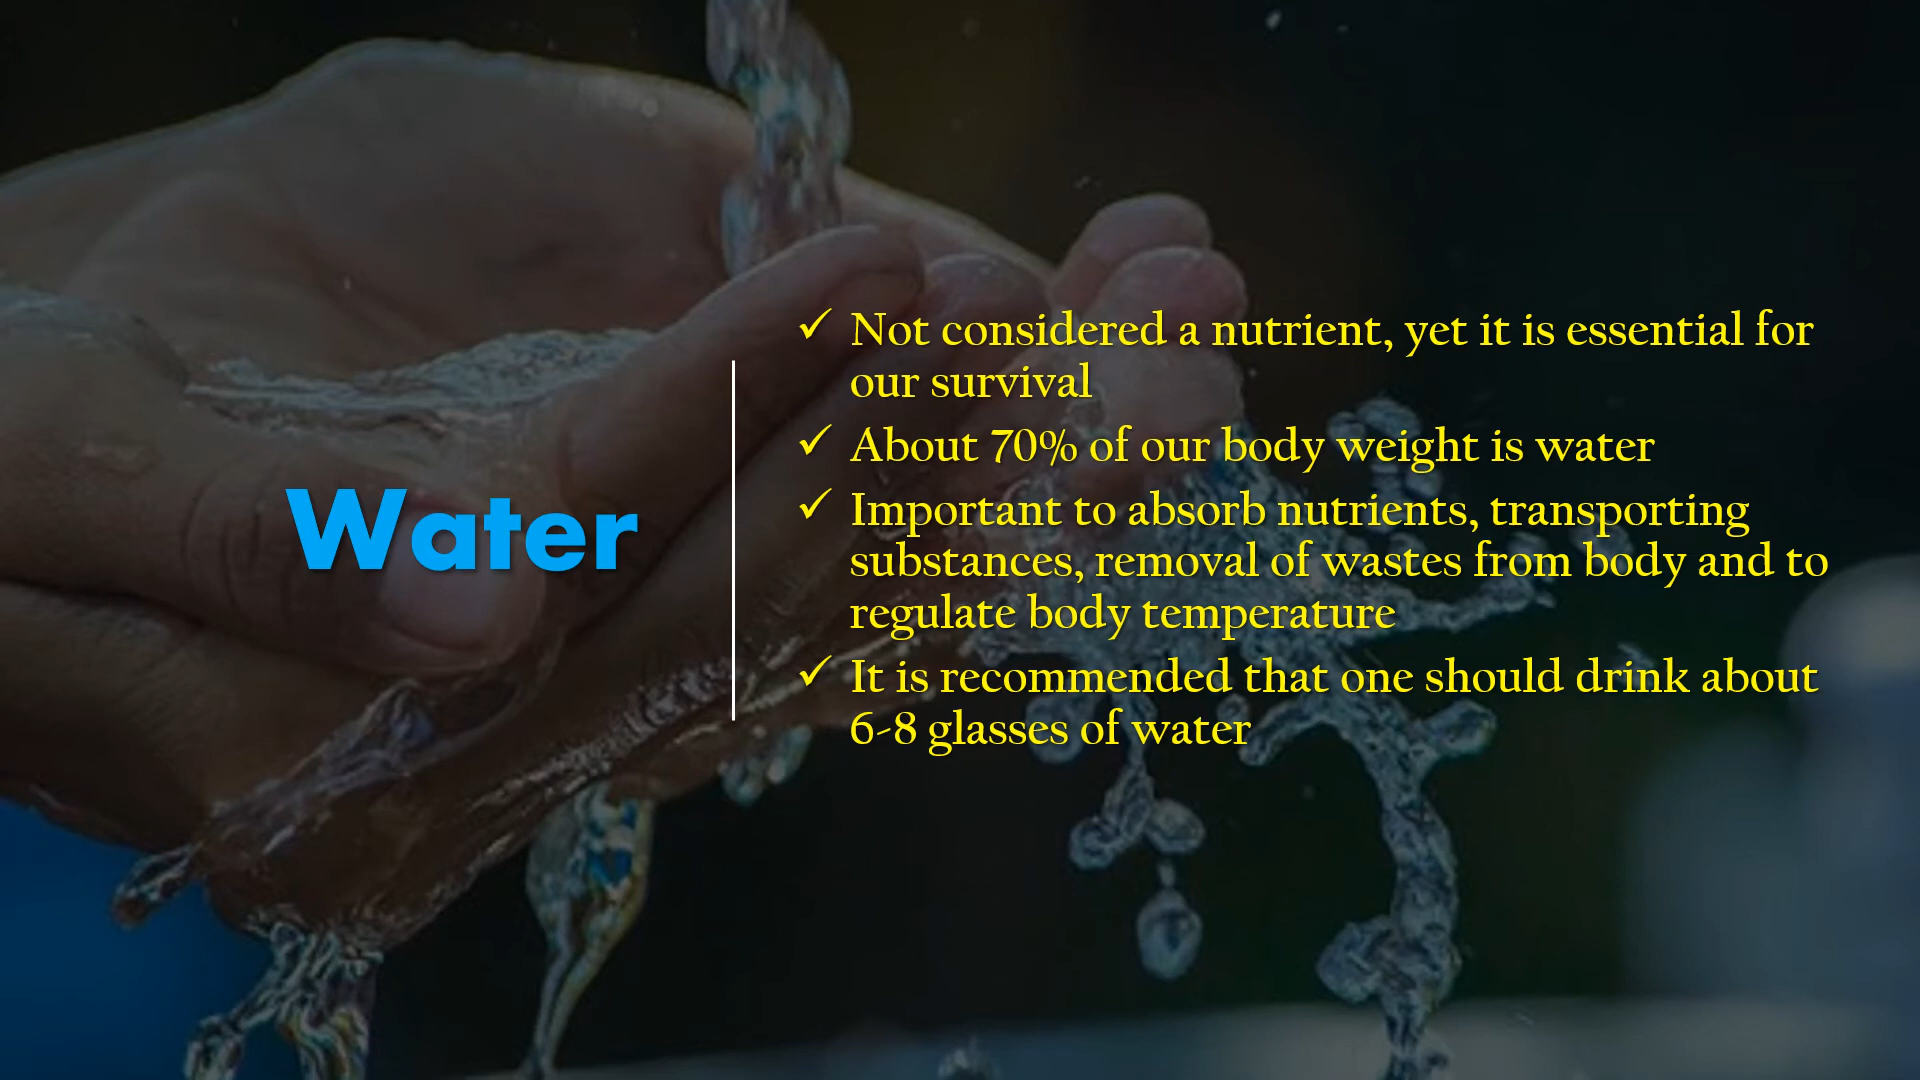 Water
✓ Not considered a nutrient, yet it is essential for
our survival
✓ About 70% of our body weight is water
✓ Important to absorb nutrients, transporting
substances, removal of wastes from body and to
regulate body temperature
✓ It is recommended that one should drink about
6-8 glasses of water